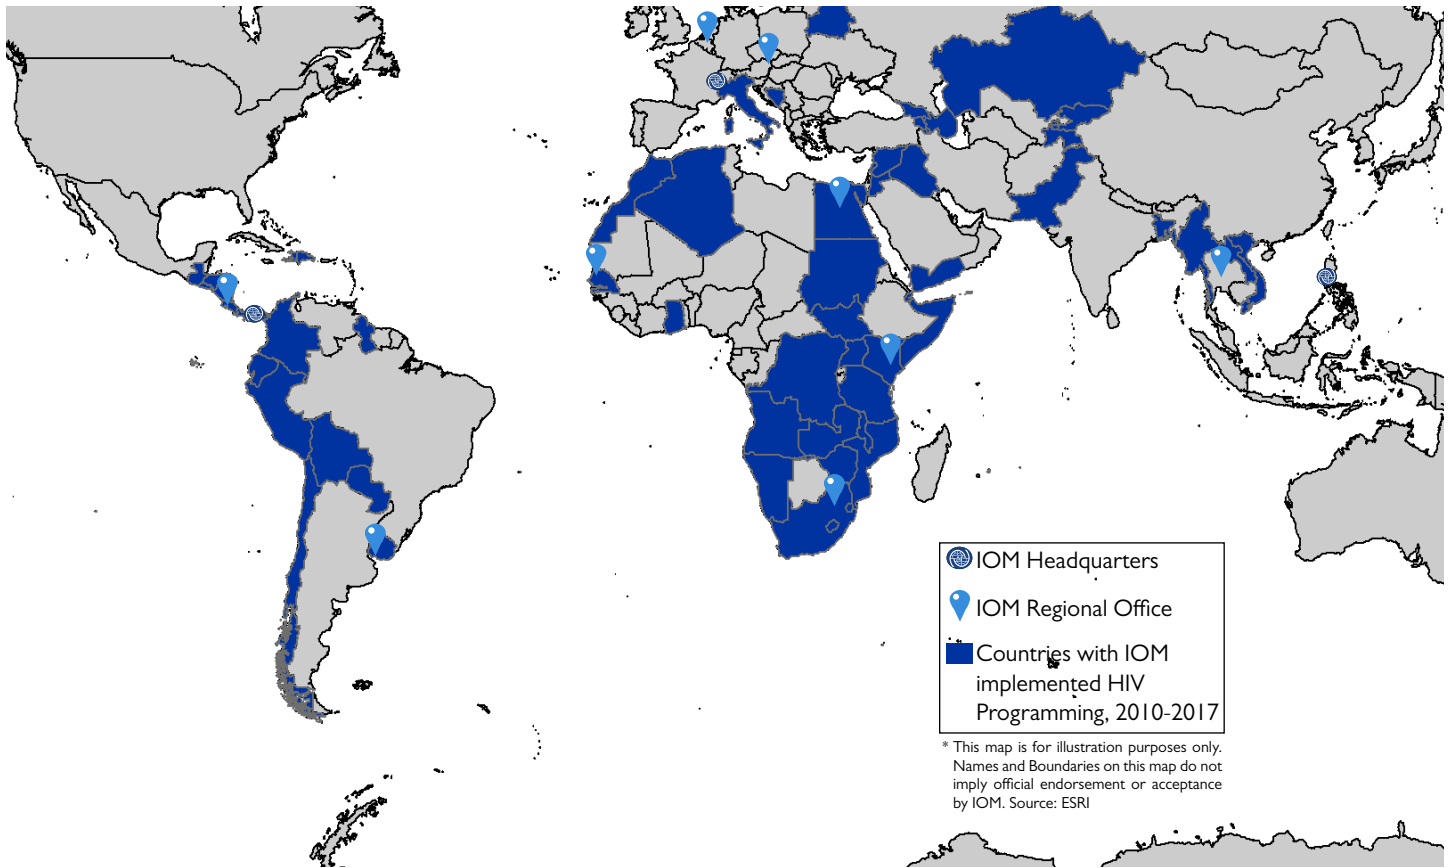 IOM Headquarters
IOM Regional Office
Countries with IOM
implemented HIV
Programming, 2010-2017
* This map is for illustration purposes only.
Names and Boundaries on this map do not
imply official endorsement or acceptance
by IOM. Source: ESRI